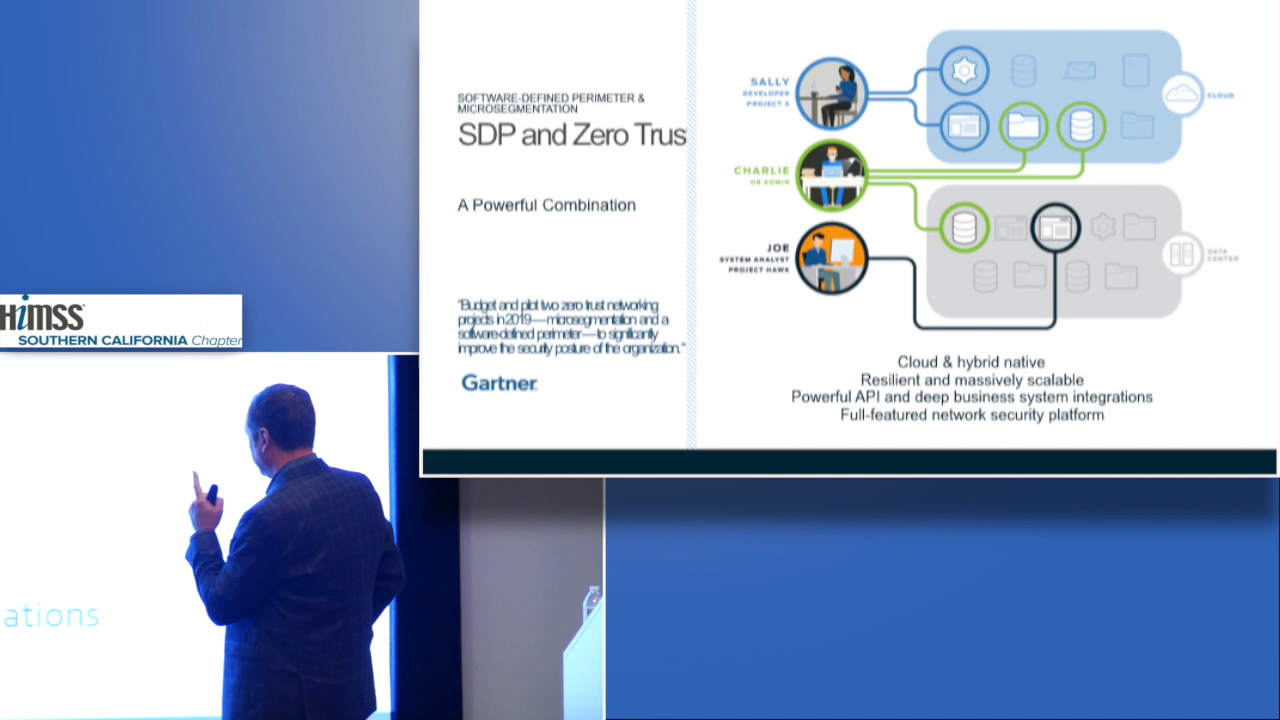 SOFTWARE-DEFINED PERIMETER &
MICROSEGMENTATION
SDP and Zero Trus
A Powerful Combination
"Budget and pilot two zero trust networking
projects in 2019—microsegmentation and a
software-defined perimeter—to significantly
improve the security posture of the organization."
Gartner
SALLY
DEVELOPER
PROJECT X
CHARLIE
DB ADMIN
JOE
SYSTEM ANALYST
PROJECT HAWK
CLOUD
DATA
CENTER
Cloud & hybrid native
Resilient and massively scalable
Powerful API and deep business system integrations
Full-featured network security platform
HiMSS
SOUTHERN CALIFORNIA Chapter
rations